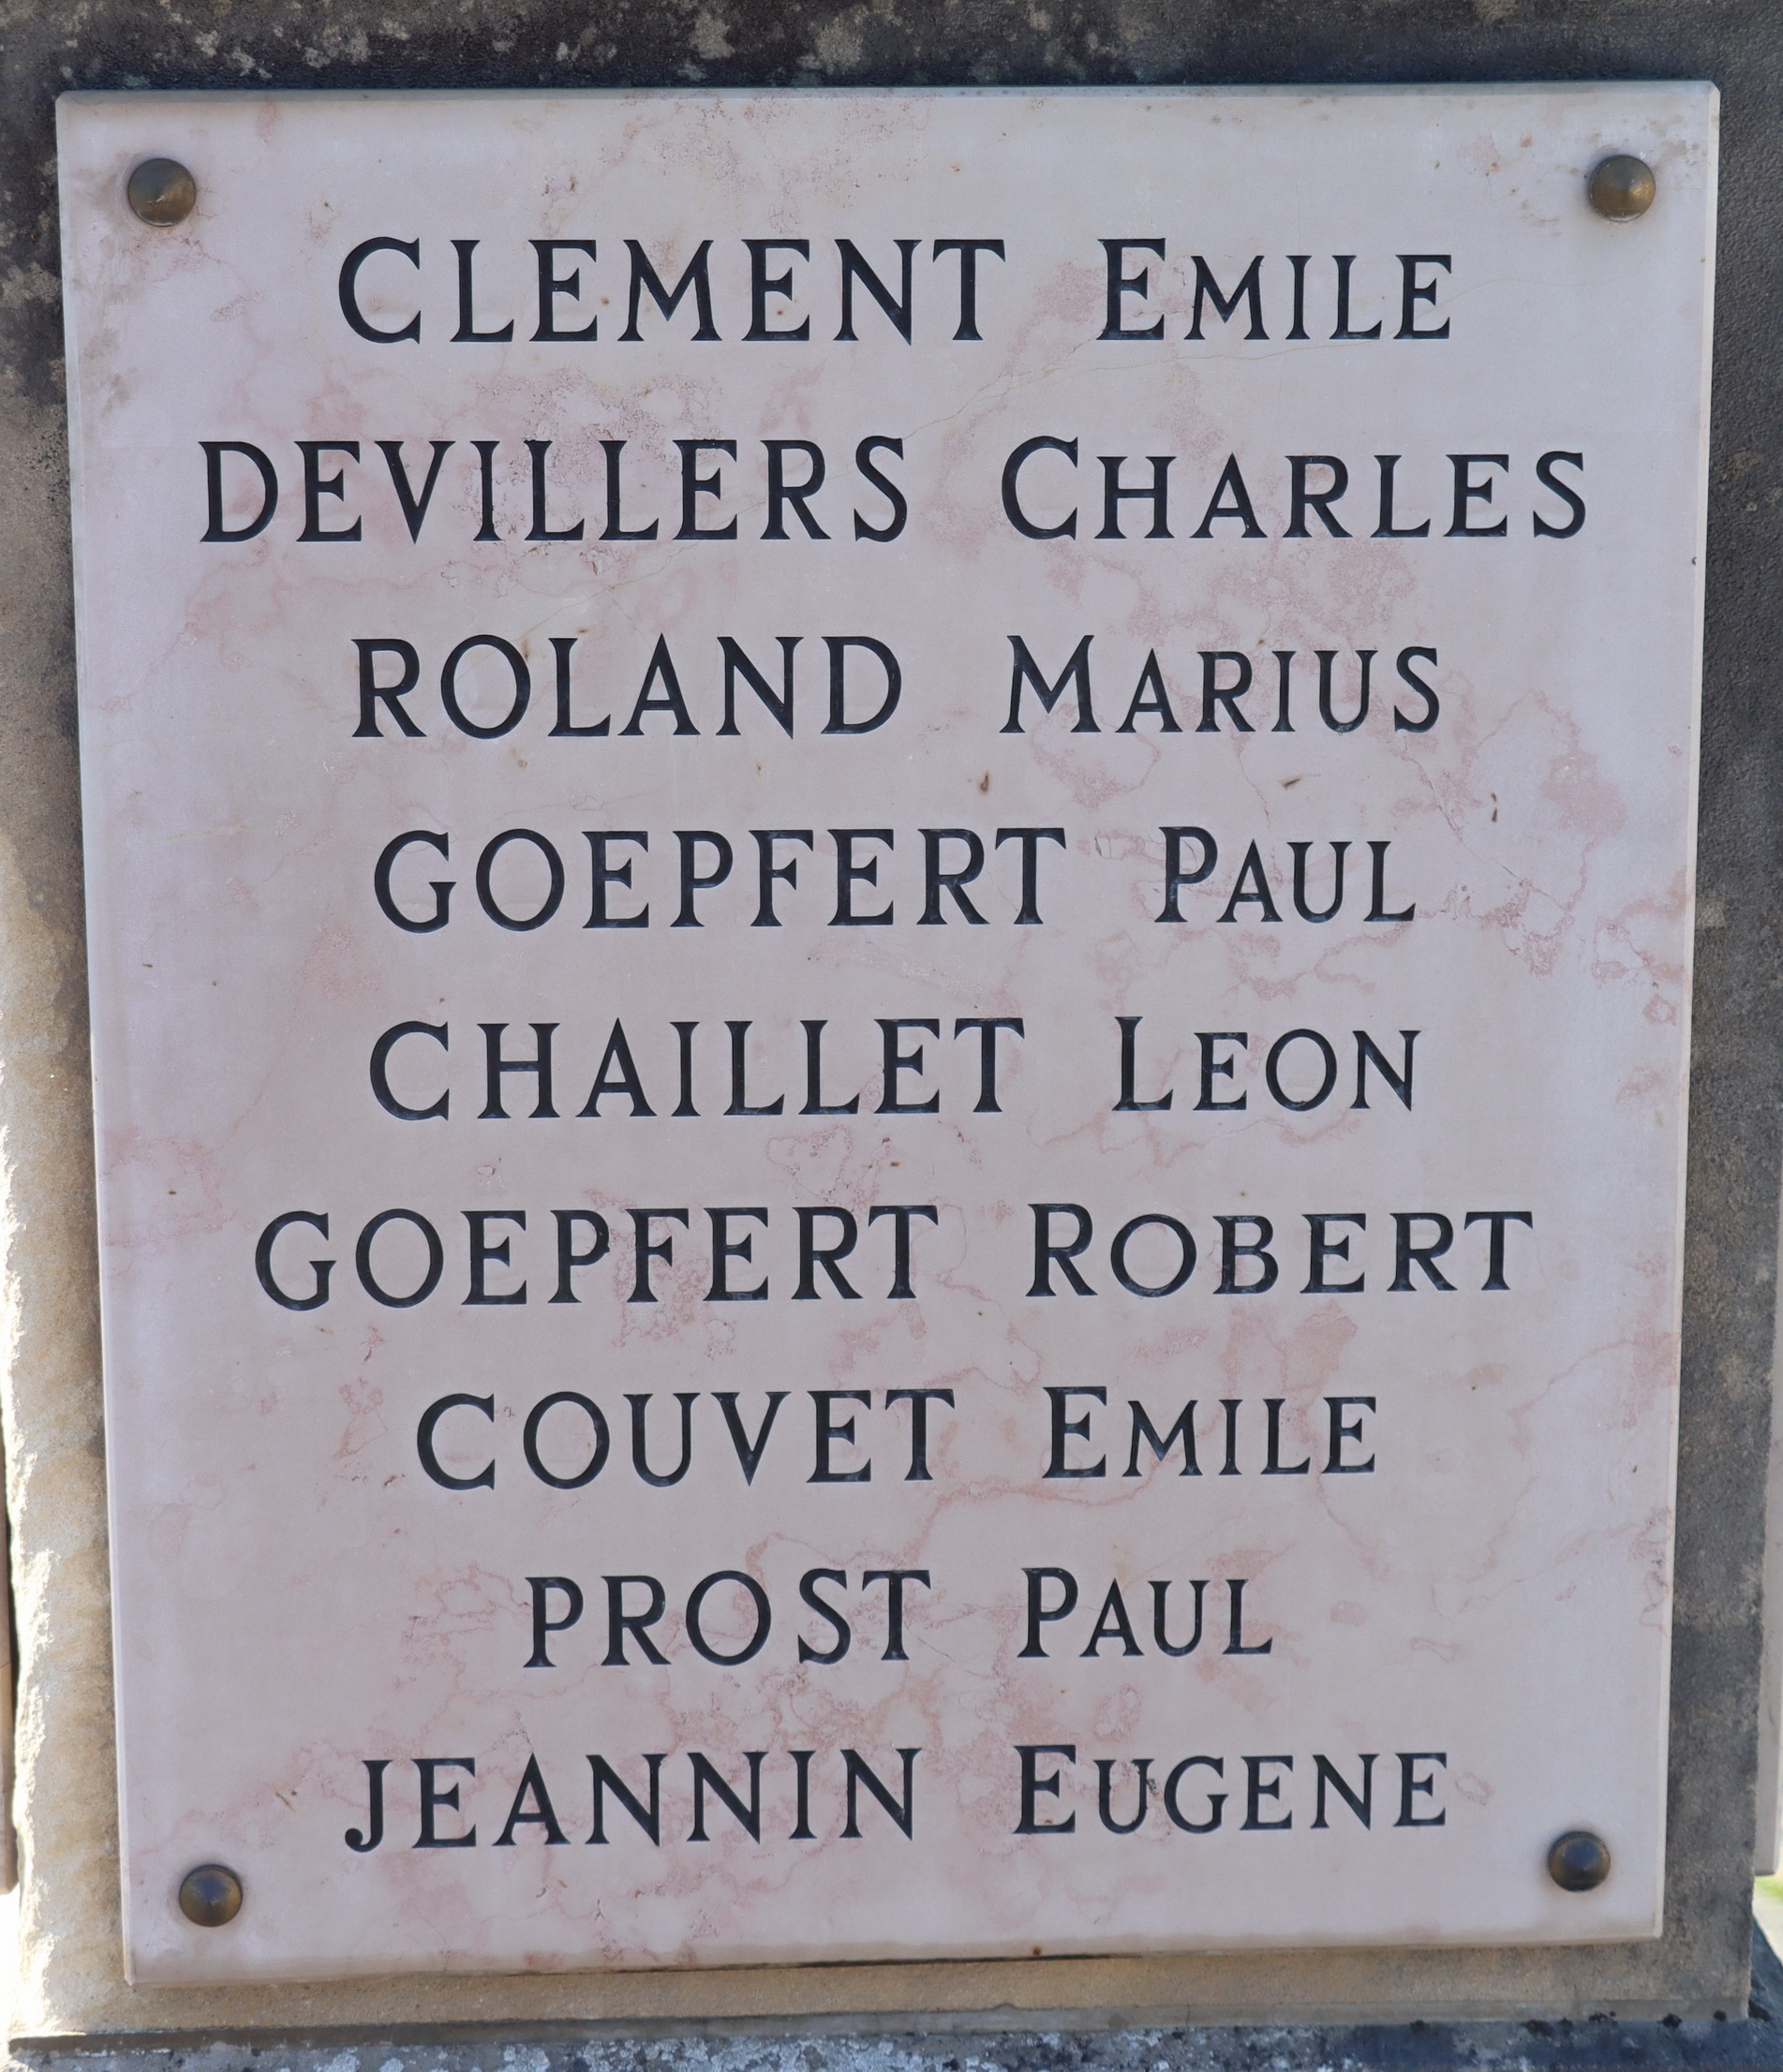 CLEMENT EMILE
DEVILLERS CHARLES
ROLAND MARIUS
GOEPFERT PAUL
CHAILLET LEON
GOEPFERT ROBERT
COUVET EMILE
PROST PAUL
JEANNIN EUGENE